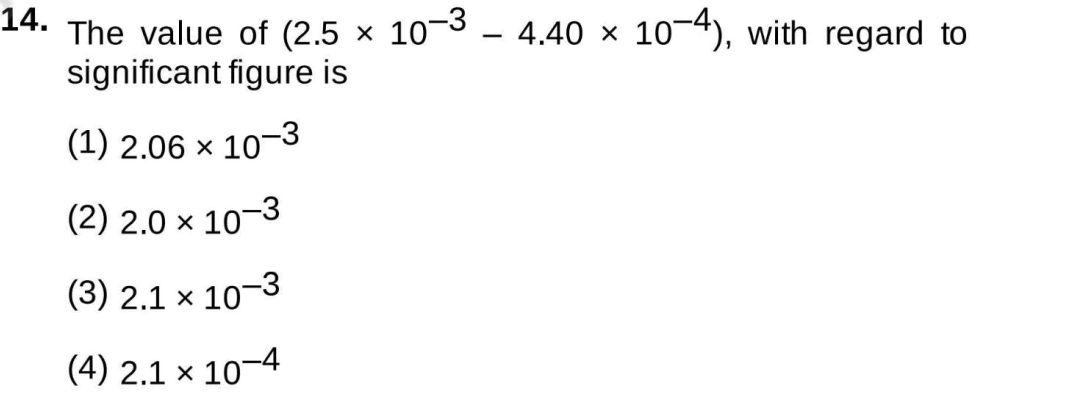 14. The value of (2.5 × 10⁻³ – 4.40 × 10⁻⁴), with regard to
significant figure is
(1) 2.06 × 10⁻³
(2) 2.0 × 10⁻³
(3) 2.1 × 10⁻³
(4) 2.1 × 10⁻⁴